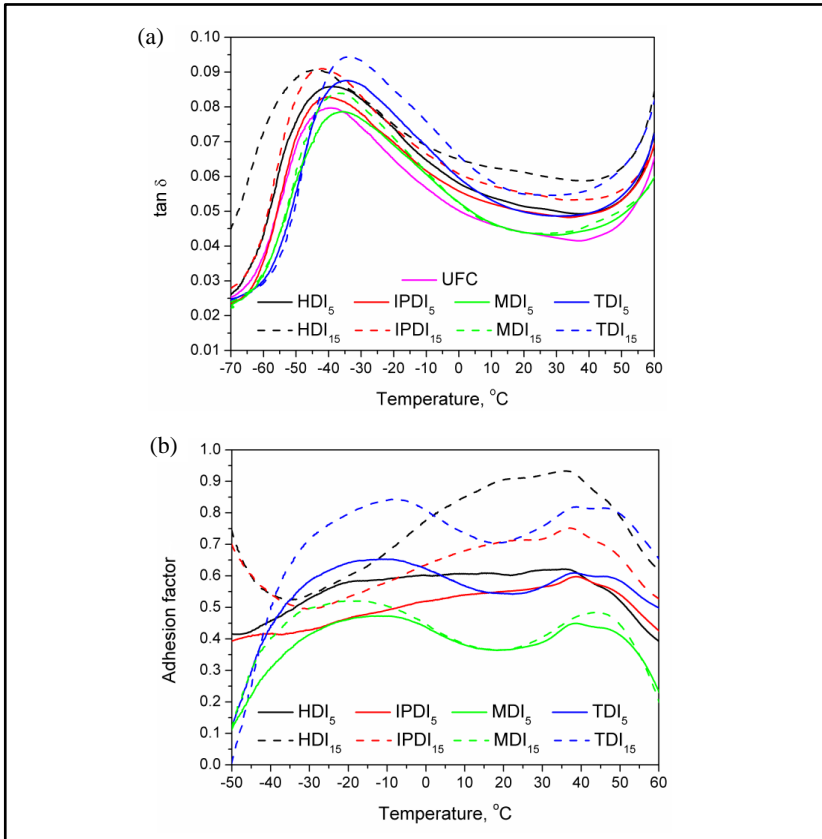 (a)
0.10
0.09
0.08
0.07
0.06
0.05
0.04
0.03
0.02
0.01
tan δ
UFC
HDI₅ IPDI₅ MDI₅ TDI₅
HDI₁₅ IPDI₁₅ MDI₁₅ TDI₁₅
-70 -60 -50 -40 -30 -20 -10 0 10 20 30 40 50 60
Temperature, °C
(b)
1.0
0.9
0.8
0.7
0.6
0.5
0.4
0.3
0.2
0.1
0.0
Adhesion factor
HDI₅ IPDI₅ MDI₅ TDI₅
HDI₁₅ IPDI₁₅ MDI₁₅ TDI₁₅
-50 -40 -30 -20 -10 0 10 20 30 40 50 60
Temperature, °C